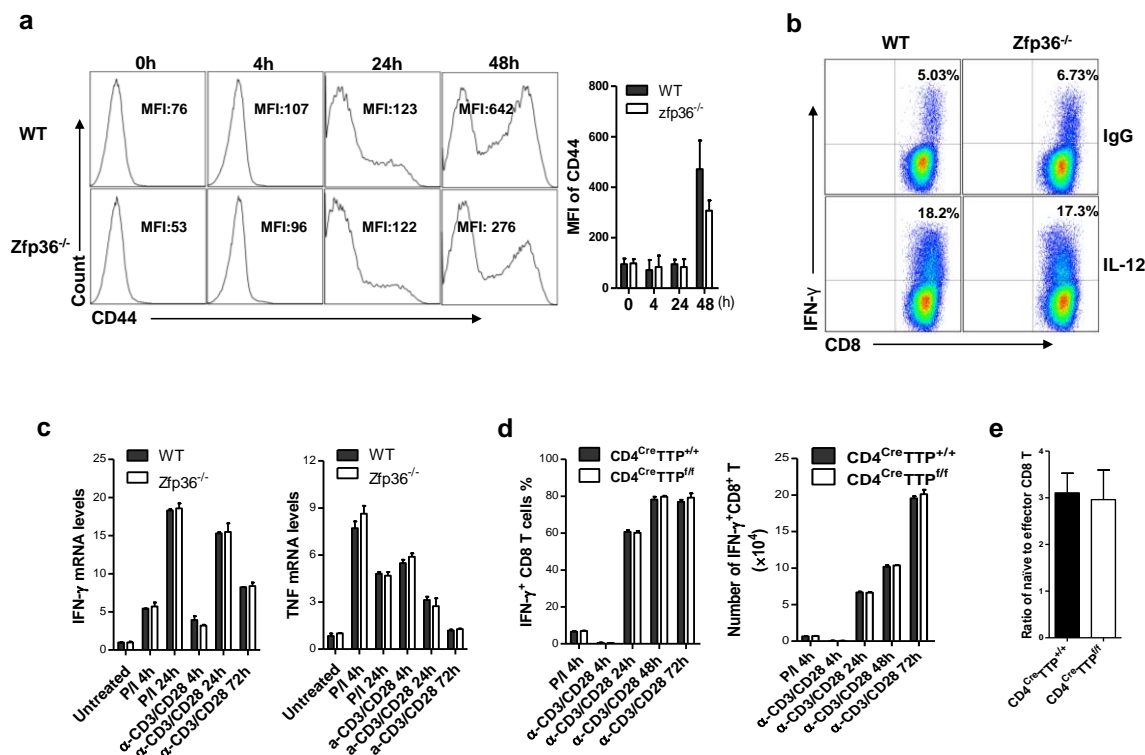 a
0h 4h 24h 48h
WT
MFI:76 MFI:107 MFI:123 MFI:642
Zfp36-/-
MFI:53 MFI:96 MFI:122 MFI: 276
Count
CD44
WT
zfp36-/-
MFI of CD44
800
600
400
200
0
0 4 24 48 (h)
b
WT Zfp36-/-
5.03% 6.73%
IgG
18.2% 17.3%
IL-12
IFN-γ
CD8
c
WT
Zfp36-/-
IFN-γ mRNA levels
25
20
15
10
5
0
Untreated
P/I 4h
P/I 24h
α-CD3/CD28 4h
α-CD3/CD28 24h
α-CD3/CD28 72h
WT
Zfp36-/-
TNF mRNA levels
12
9
6
3
0
Untreated
P/I 4h
P/I 24h
a-CD3/CD28 4h
a-CD3/CD28 24h
a-CD3/CD28 72h
d
CD4CreTTP+/+
CD4CreTTPf/f
IFN-γ+ CD8 T cells %
100
80
60
40
20
0
P/I 4h
α-CD3/CD28 4h
α-CD3/CD28 24h
α-CD3/CD28 48h
α-CD3/CD28 72h
CD4CreTTP+/+
CD4CreTTPf/f
Number of IFN-γ+CD8+ T
(×10⁴)
25
20
15
10
5
0
P/I 4h
α-CD3/CD28 4h
α-CD3/CD28 24h
α-CD3/CD28 48h
α-CD3/CD28 72h
e
Ratio of naïve to effector CD8 T
4
3
2
1
0
CD4CreTTP+/+
CD4CreTTPf/f